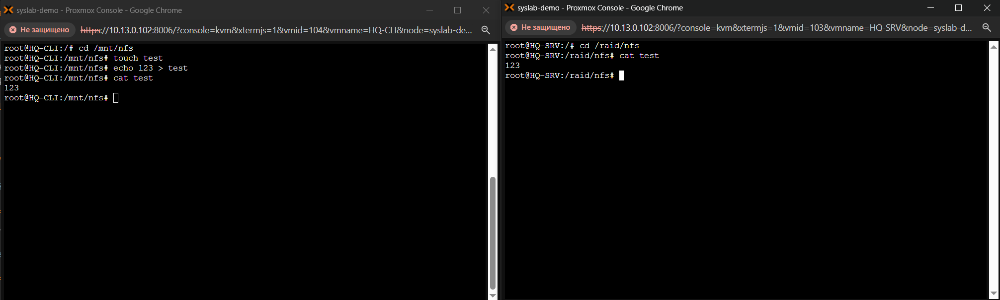 syslab-demo - Proxmox Console - Google Chrome
Не защищено https://10.13.0.102:8006/?console=kvm&xtermjs=1&vmid=104&vmname=HQ-CLI&node=syslab-de...
root@HQ-CLI:/# cd /mnt/nfs
root@HQ-CLI:/mnt/nfs# touch test
root@HQ-CLI:/mnt/nfs# echo 123 > test
root@HQ-CLI:/mnt/nfs# cat test
123
root@HQ-CLI:/mnt/nfs#
syslab-demo - Proxmox Console - Google Chrome
Не защищено https://10.13.0.102:8006/?console=kvm&xtermjs=1&vmid=103&vmname=HQ-SRV&node=syslab-d...
root@HQ-SRV:/# cd /raid/nfs
root@HQ-SRV:/raid/nfs# cat test
123
root@HQ-SRV:/raid/nfs#